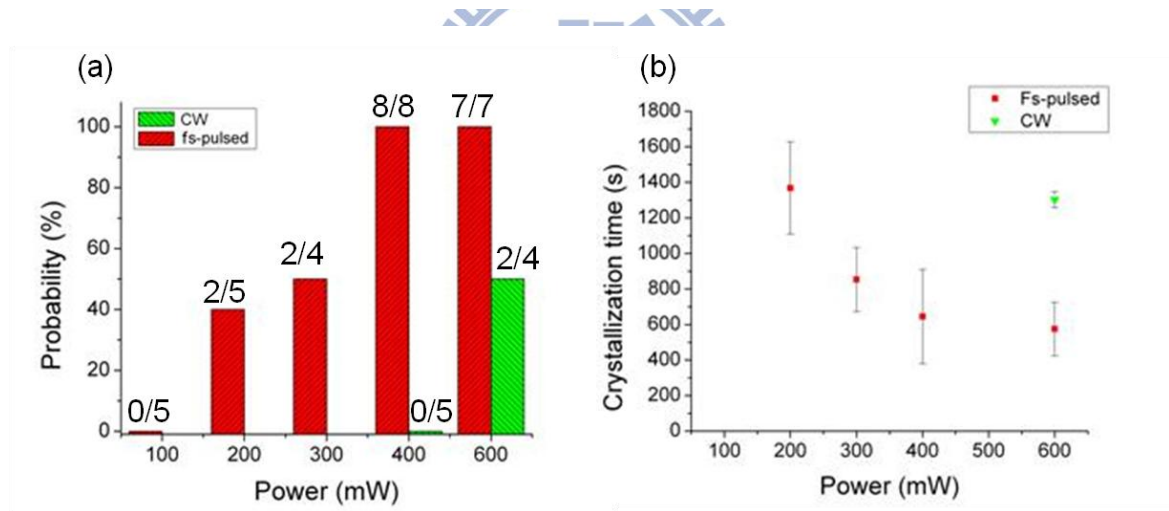 (a)
CW
fs-pulsed
Probability (%)
100
80
60
40
20
0
0/5
2/5
2/4
8/8
0/5
7/7
2/4
100 200 300 400 600
Power (mW)
(b)
Fs-pulsed
CW
Crystallization time (s)
1800
1600
1400
1200
1000
800
600
400
200
0
100 200 300 400 500 600
Power (mW)